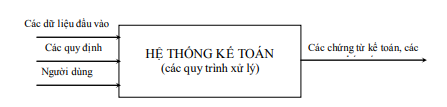 Các dữ liệu đầu vào
Các quy định
Người dùng
HỆ THỐNG KẾ TOÁN
(các quy trình xử lý)
Các chứng từ kế toán, các